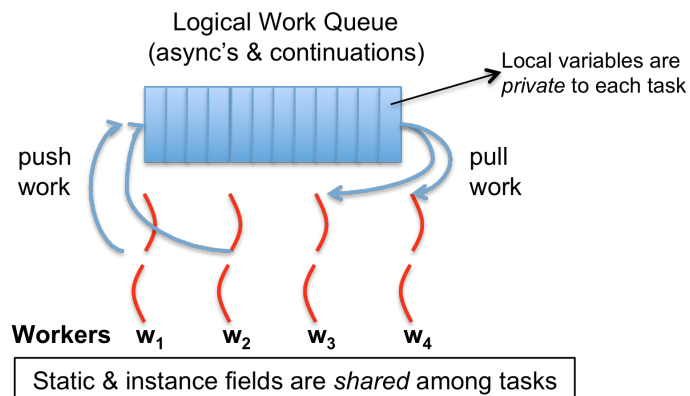 Logical Work Queue
(async's & continuations)
Local variables are
private to each task
push
work
pull
work
Workers w1 w2 w3 w4
Static & instance fields are shared among tasks